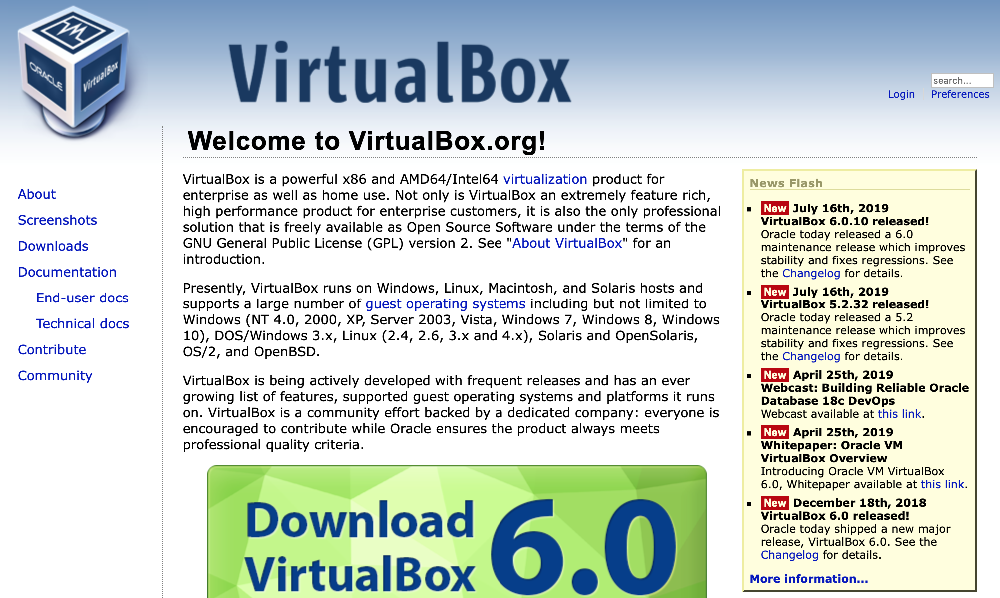 ORACLE
VirtualBox
VirtualBox
search...
Login
Preferences
Welcome to VirtualBox.org!
About
Screenshots
Downloads
Documentation
End-user docs
Technical docs
Contribute
Community
VirtualBox is a powerful x86 and AMD64/Intel64 virtualization product for
enterprise as well as home use. Not only is VirtualBox an extremely feature rich,
high performance product for enterprise customers, it is also the only professional
solution that is freely available as Open Source Software under the terms of the
GNU General Public License (GPL) version 2. See "About VirtualBox" for an
introduction.
Presently, VirtualBox runs on Windows, Linux, Macintosh, and Solaris hosts and
supports a large number of guest operating systems including but not limited to
Windows (NT 4.0, 2000, XP, Server 2003, Vista, Windows 7, Windows 8, Windows
10), DOS/Windows 3.x, Linux (2.4, 2.6, 3.x and 4.x), Solaris and OpenSolaris,
OS/2, and OpenBSD.
VirtualBox is being actively developed with frequent releases and has an ever
growing list of features, supported guest operating systems and platforms it runs
on. VirtualBox is a community effort backed by a dedicated company: everyone is
encouraged to contribute while Oracle ensures the product always meets
professional quality criteria.
Download
VirtualBox
6.0
News Flash
New July 16th, 2019
VirtualBox 6.0.10 released!
Oracle today released a 6.0
maintenance release which improves
stability and fixes regressions. See
the Changelog for details.
New July 16th, 2019
VirtualBox 5.2.32 released!
Oracle today released a 5.2
maintenance release which improves
stability and fixes regressions. See
the Changelog for details.
New April 25th, 2019
Webcast: Building Reliable Oracle
Database 18c DevOps
Webcast available at this link.
New April 25th, 2019
Whitepaper: Oracle VM
VirtualBox Overview
Introducing Oracle VM VirtualBox
6.0, Whitepaper available at this link.
New December 18th, 2018
VirtualBox 6.0 released!
Oracle today shipped a new major
release, VirtualBox 6.0. See the
Changelog for details.
More information...